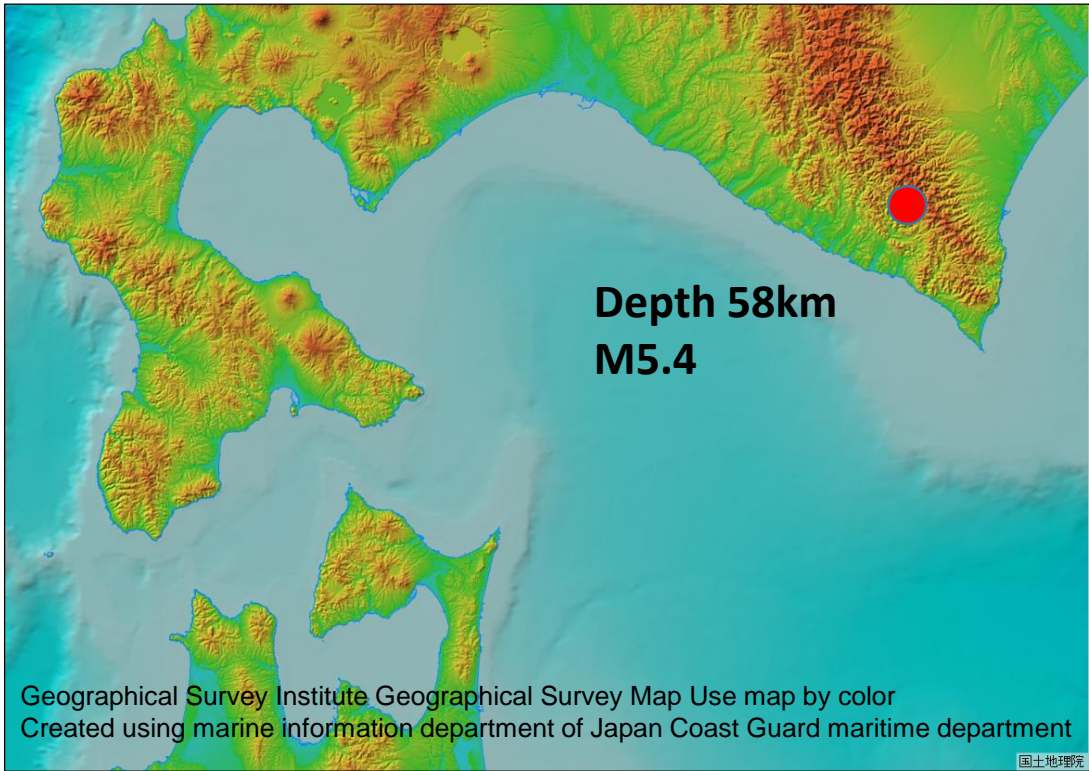 Depth 58km
M5.4
Geographical Survey Institute Geographical Survey Map Use map by color
Created using marine information department of Japan Coast Guard maritime department
国土地理院